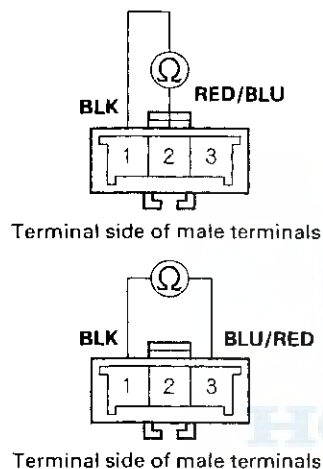 Ω
BLK
RED/BLU
1 2 3
Terminal side of male terminals
Ω
BLK
BLU/RED
1 2 3
Terminal side of male terminals